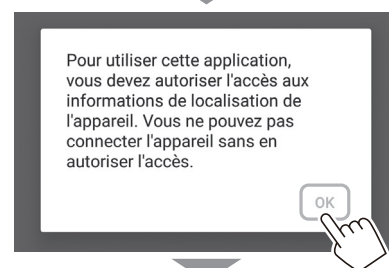 Pour utiliser cette application,
vous devez autoriser l'accès aux
informations de localisation de
l'appareil. Vous ne pouvez pas
connecter l'appareil sans en
autoriser l'accès.
OK